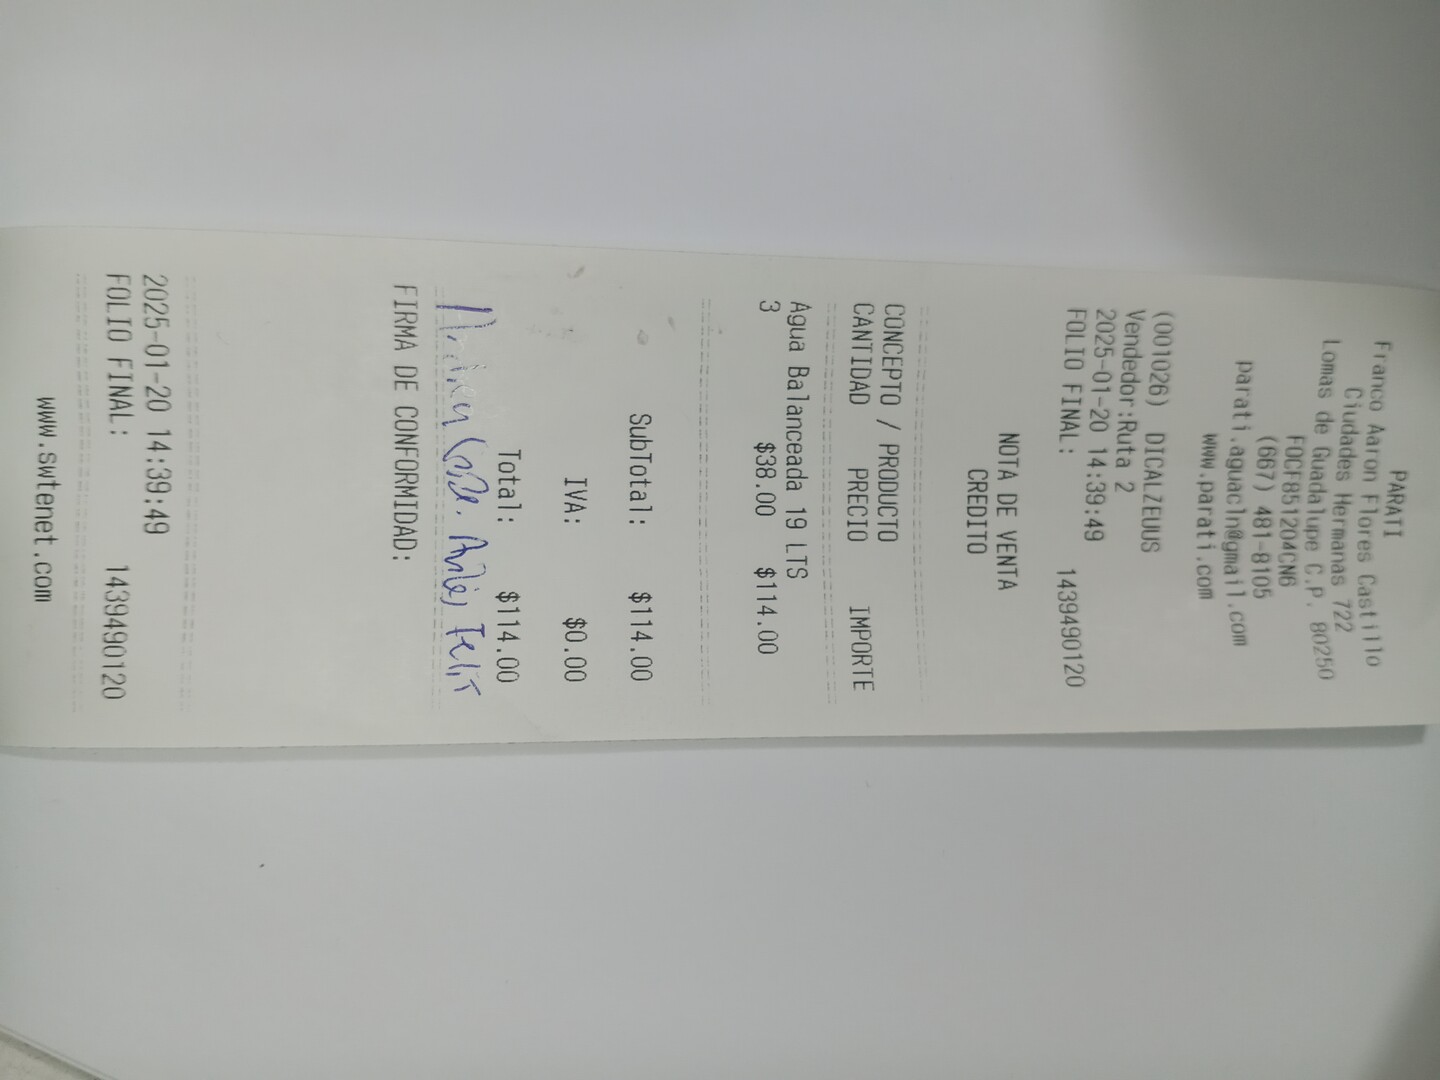 PARATI
Franco Aaron Flores Castillo
Ciudades Hermanas 722
Lomas de Guadalupe C.P. 80250
FOCF851204CN6
(667) 481-8105
parati.aguacln@gmail.com
www.parati.com
(001026) DICALZEUUS
Vendedor:Ruta 2
2025-01-20 14:39:49
FOLIO FINAL: 1439490120
NOTA DE VENTA
CREDITO
CONCEPTO / PRODUCTO
CANTIDAD PRECIO IMPORTE
Agua Balanceada 19 LTS
3 $38.00 $114.00
SubTotal: $114.00
IVA: $0.00
Total: $114.00
FIRMA DE CONFORMIDAD:
2025-01-20 14:39:49
FOLIO FINAL: 1439490120
www.swtenet.com